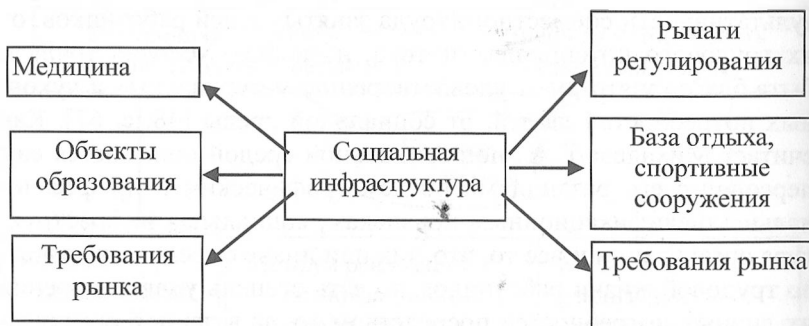 Медицина
Объекты
образования
Требования
рынка
Социальная
инфраструктура
Рычаги
регулирования
База отдыха,
спортивные
сооружения
Требования рынка